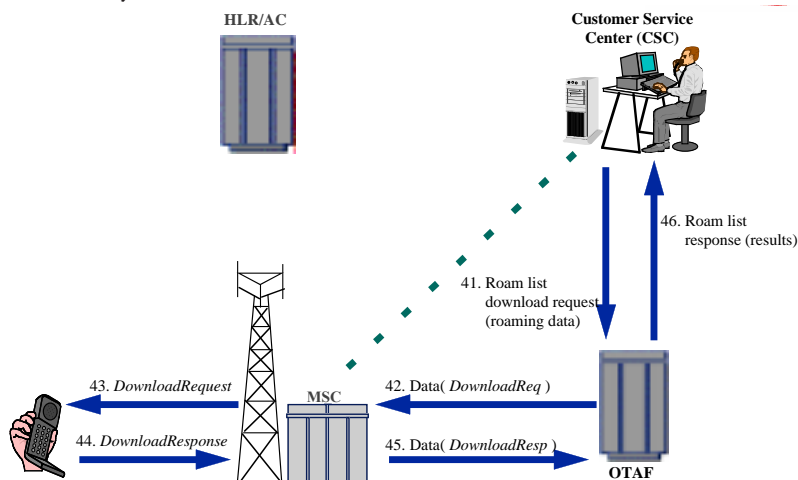 HLR/AC
Customer Service
Center (CSC)
46. Roam list
response (results)
41. Roam list
download request
(roaming data)
43. DownloadRequest
MSC
42. Data( DownloadReq )
44. DownloadResponse
45. Data( DownloadResp )
OTAF